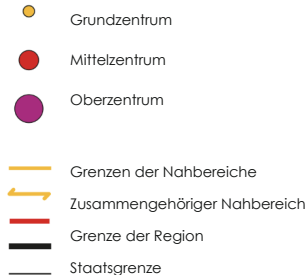 Grundzentrum
Mittelzentrum
Oberzentrum
Grenzen der Nahbereiche
Zusammengehöriger Nahbereich
Grenze der Region
Staatsgrenze